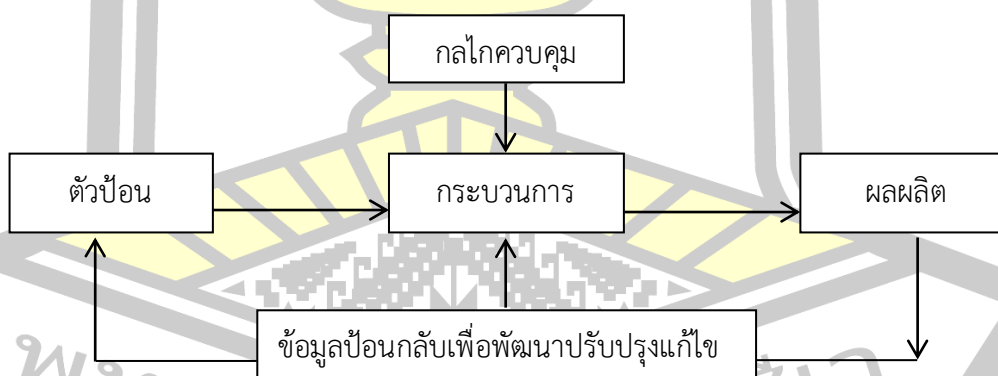 กลไกควบคุม
ตัวป้อน
กระบวนการ
ผลผลิต
ข้อมูลป้อนกลับเพื่อพัฒนาปรับปรุงแก้ไข